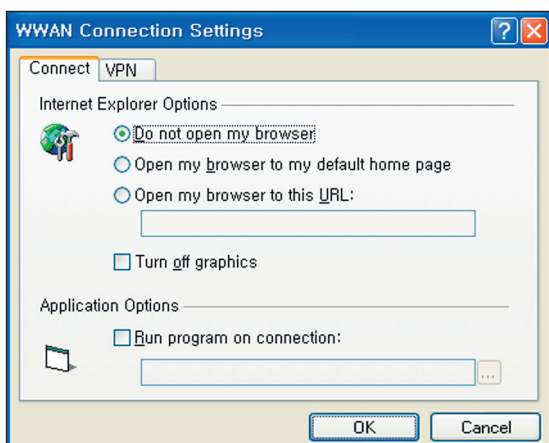 WWAN Connection Settings
Connect VPN
Internet Explorer Options
Do not open my browser
Open my browser to my default home page
Open my browser to this URL:
Turn off graphics
Application Options
Run program on connection:
...
OK Cancel